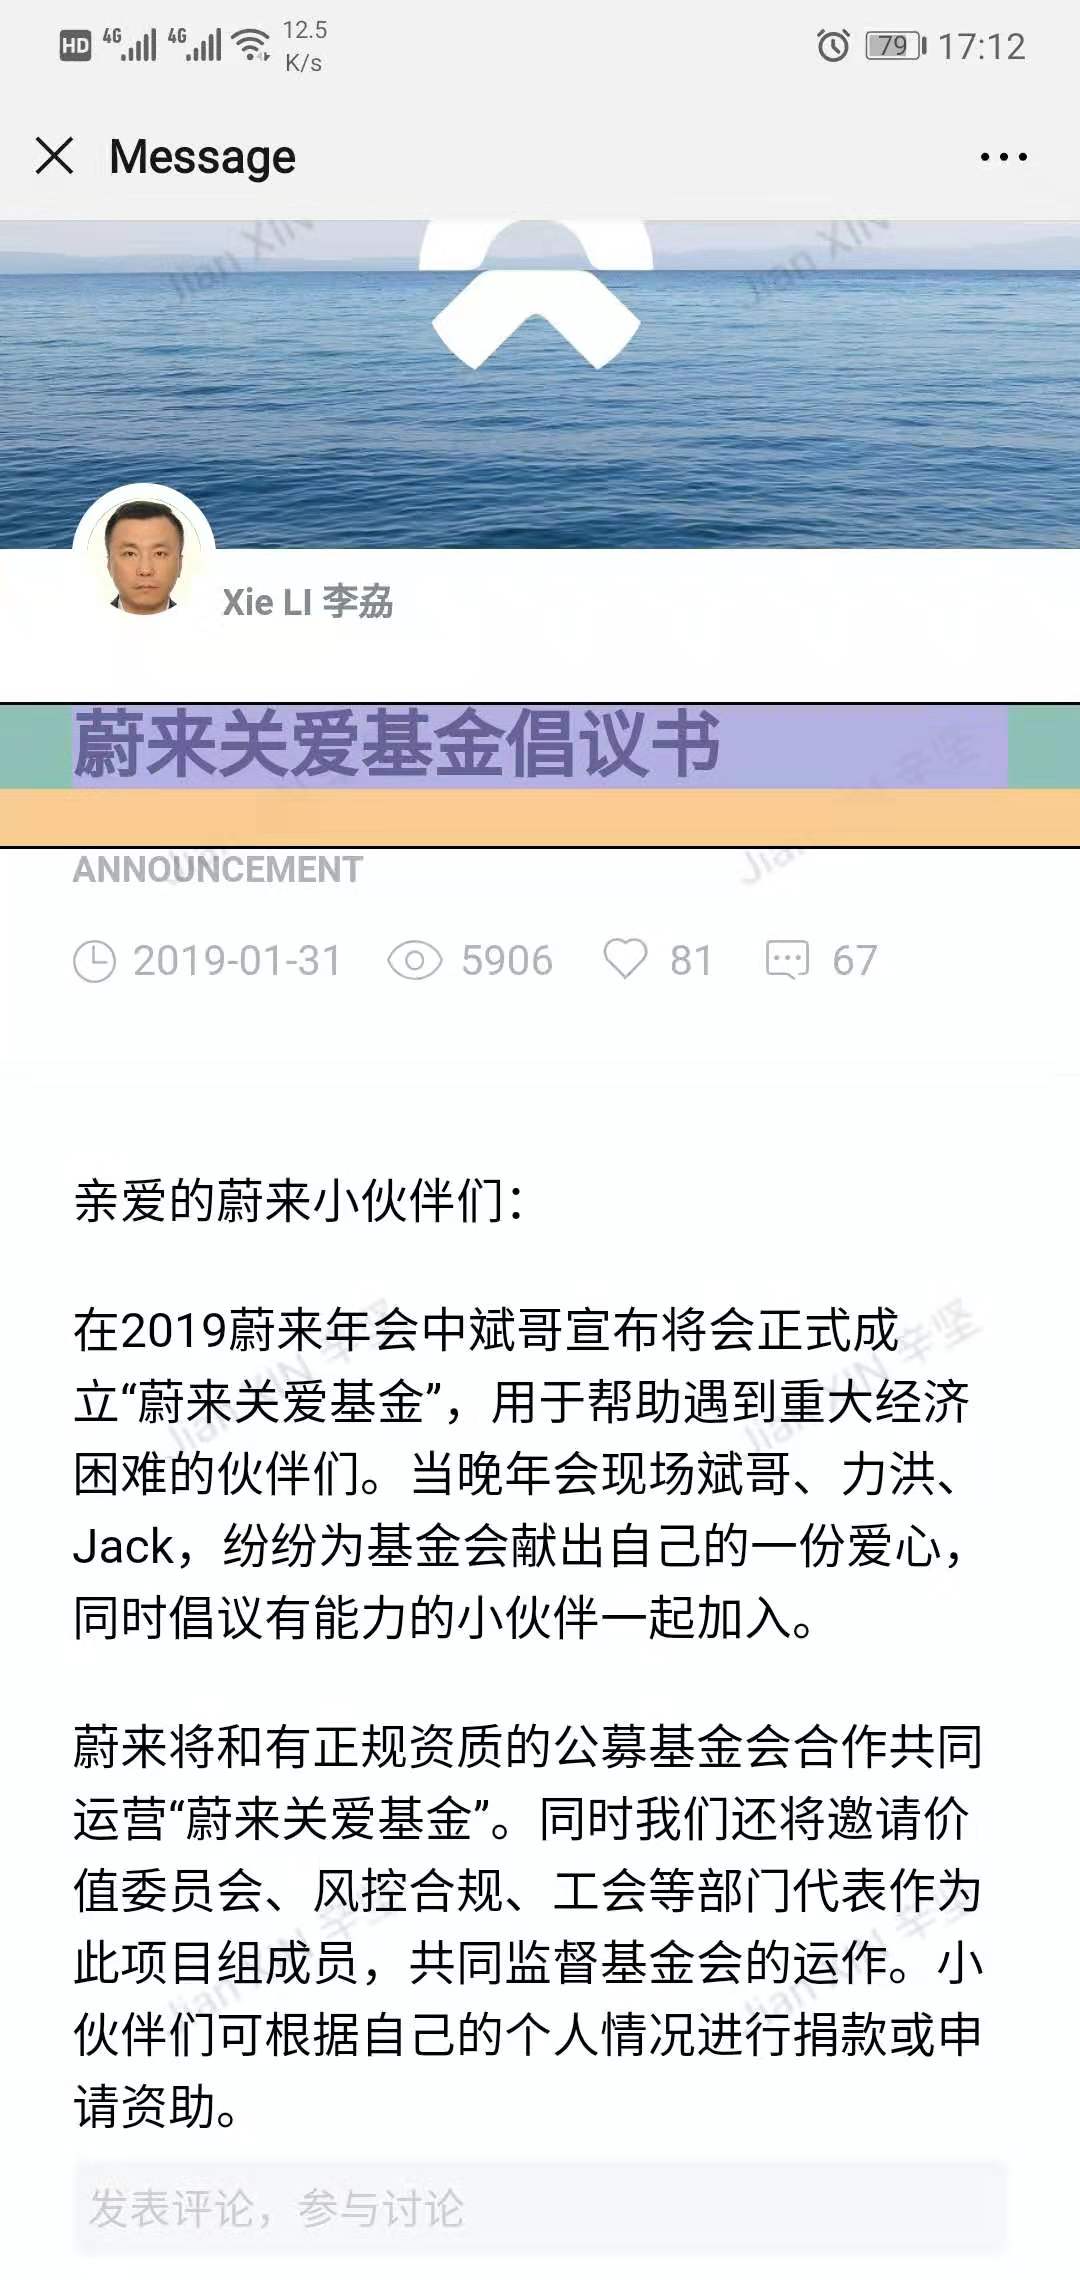 HD 4G 4G 12.5 K/s 79 17:12
Message
Xie LI 李劦
蔚来关爱基金倡议书
ANNOUNCEMENT
2019-01-31 5906 81 67
亲爱的蔚来小伙伴们：
在2019蔚来年会中斌哥宣布将会正式成
立“蔚来关爱基金”，用于帮助遇到重大经济
困难的伙伴们。当晚年会现场斌哥、力洪、
Jack，纷纷为基金会献出自己的一份爱心，
同时倡议有能力的小伙伴一起加入。
蔚来将和有正规资质的公募基金会合作共同
运营“蔚来关爱基金”。同时我们还将邀请价
值委员会、风控合规、工会等部门代表作为
此项目组成员，共同监督基金会的运作。小
伙伴们可根据自己的个人情况进行捐款或申
请资助。
发表评论，参与讨论
Jian XIN 辛坚